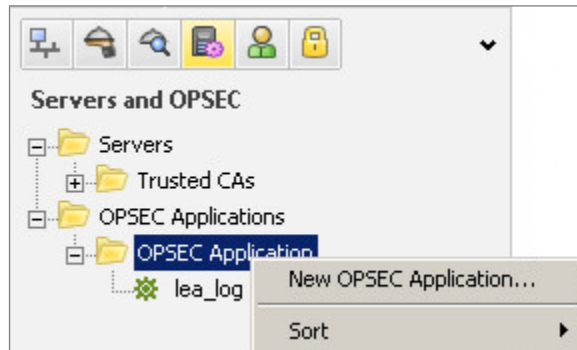 Servers and OPSEC
Servers
Trusted CAs
OPSEC Applications
OPSEC Application
lea_log
New OPSEC Application...
Sort